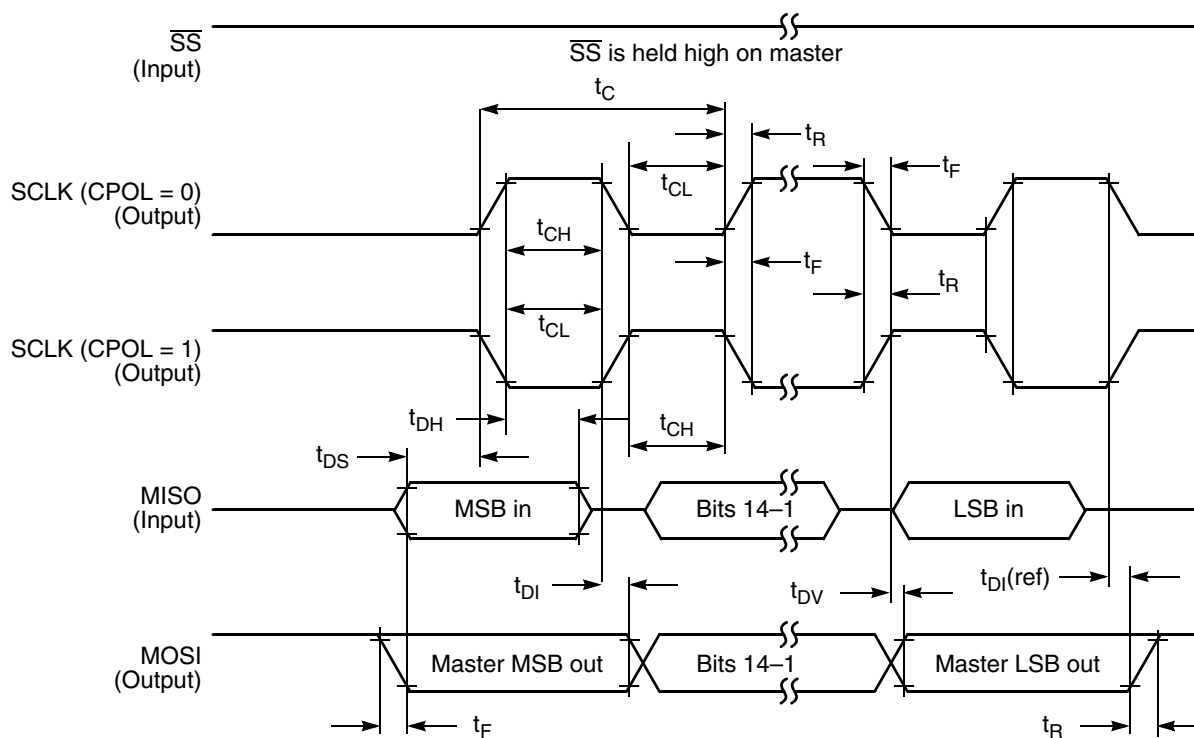 SS
(Input)
SS is held high on master
tC
tR
tF
SCLK (CPOL = 0)
(Output)
tCL
tCH
tF
tR
tCL
SCLK (CPOL = 1)
(Output)
tDH
tCH
tDS
MISO
(Input)
MSB in
Bits 14–1
LSB in
tDI
tDV
tDI(ref)
MOSI
(Output)
Master MSB out
Bits 14–1
Master LSB out
tF
tR